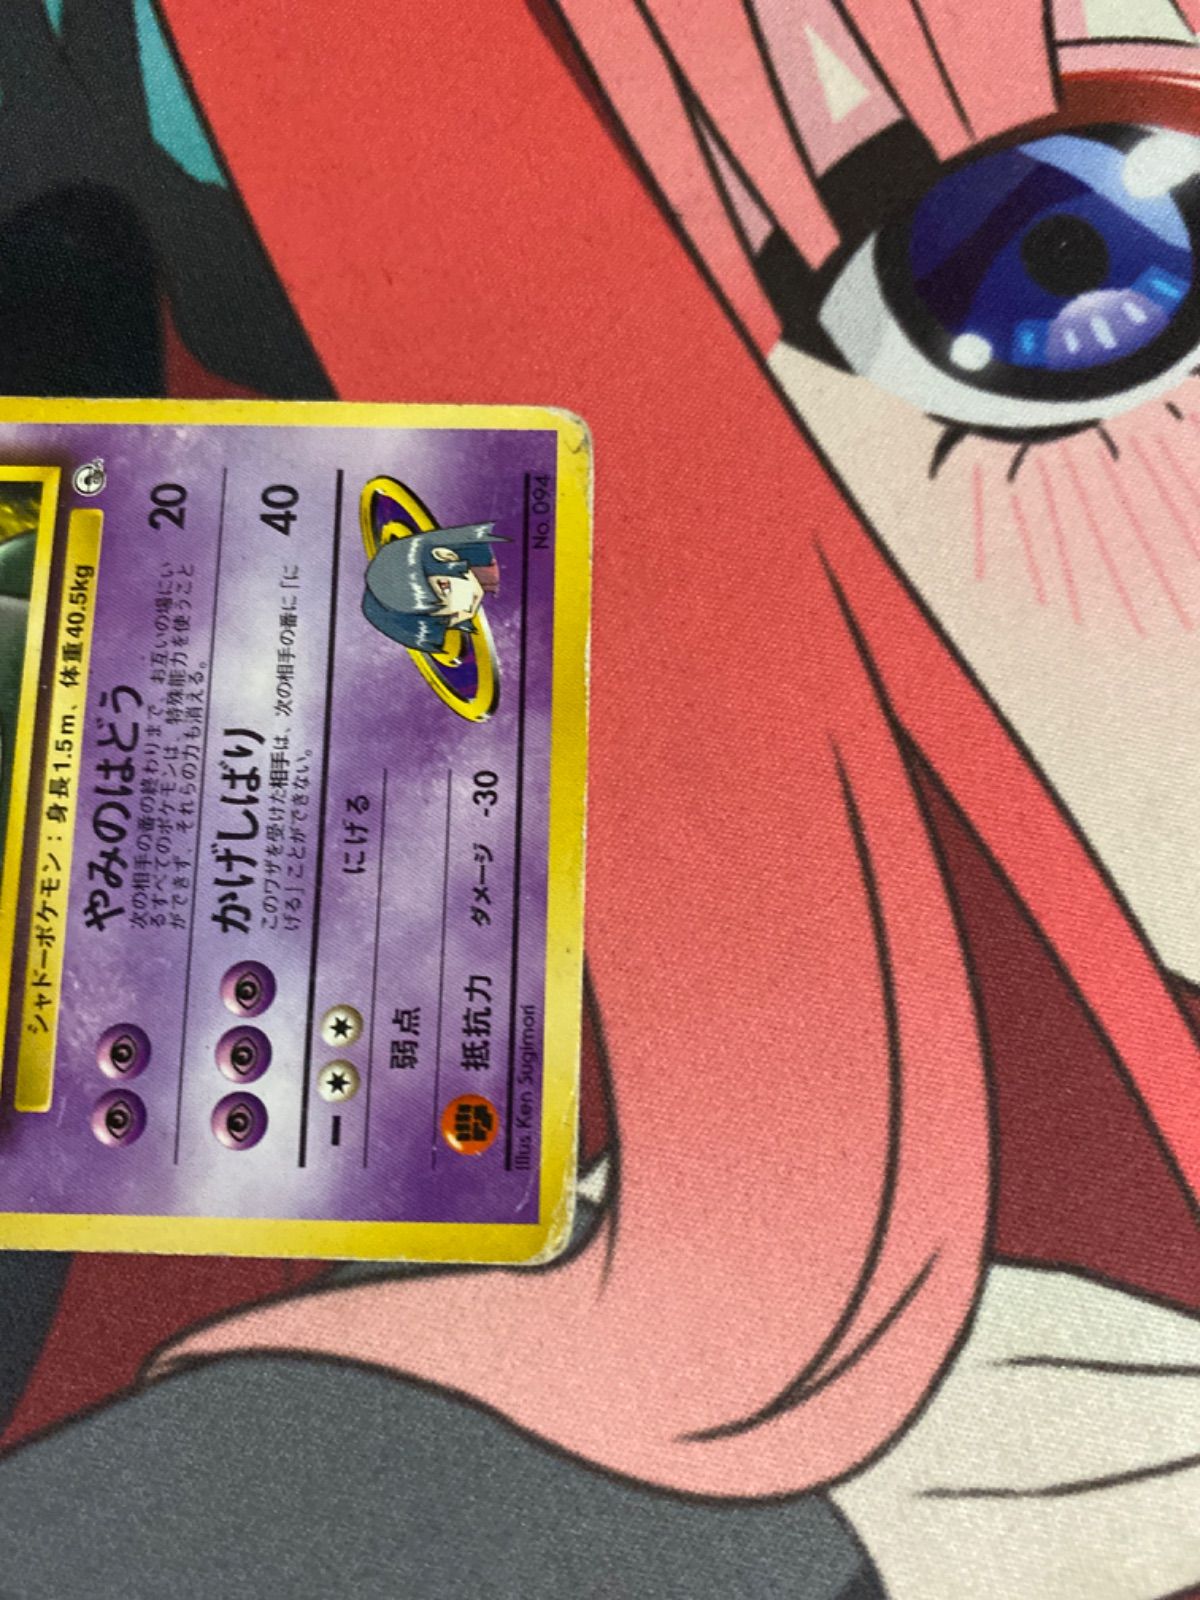 シャドーポケモン：身長1.5m、体重40.5kg
やみのはどう 20
次の相手の番の終わりまで、お互いの場にい
るすべてのポケモンは、特殊能力を使うこと
ができず、それらの力も消える。
かげしばり 40
このワザを受けた相手は、次の相手の番に「に
げる」ことができない。
ー にげる
弱点
抵抗力 ダメージ -30
Illus. Ken Sugimori No. 094